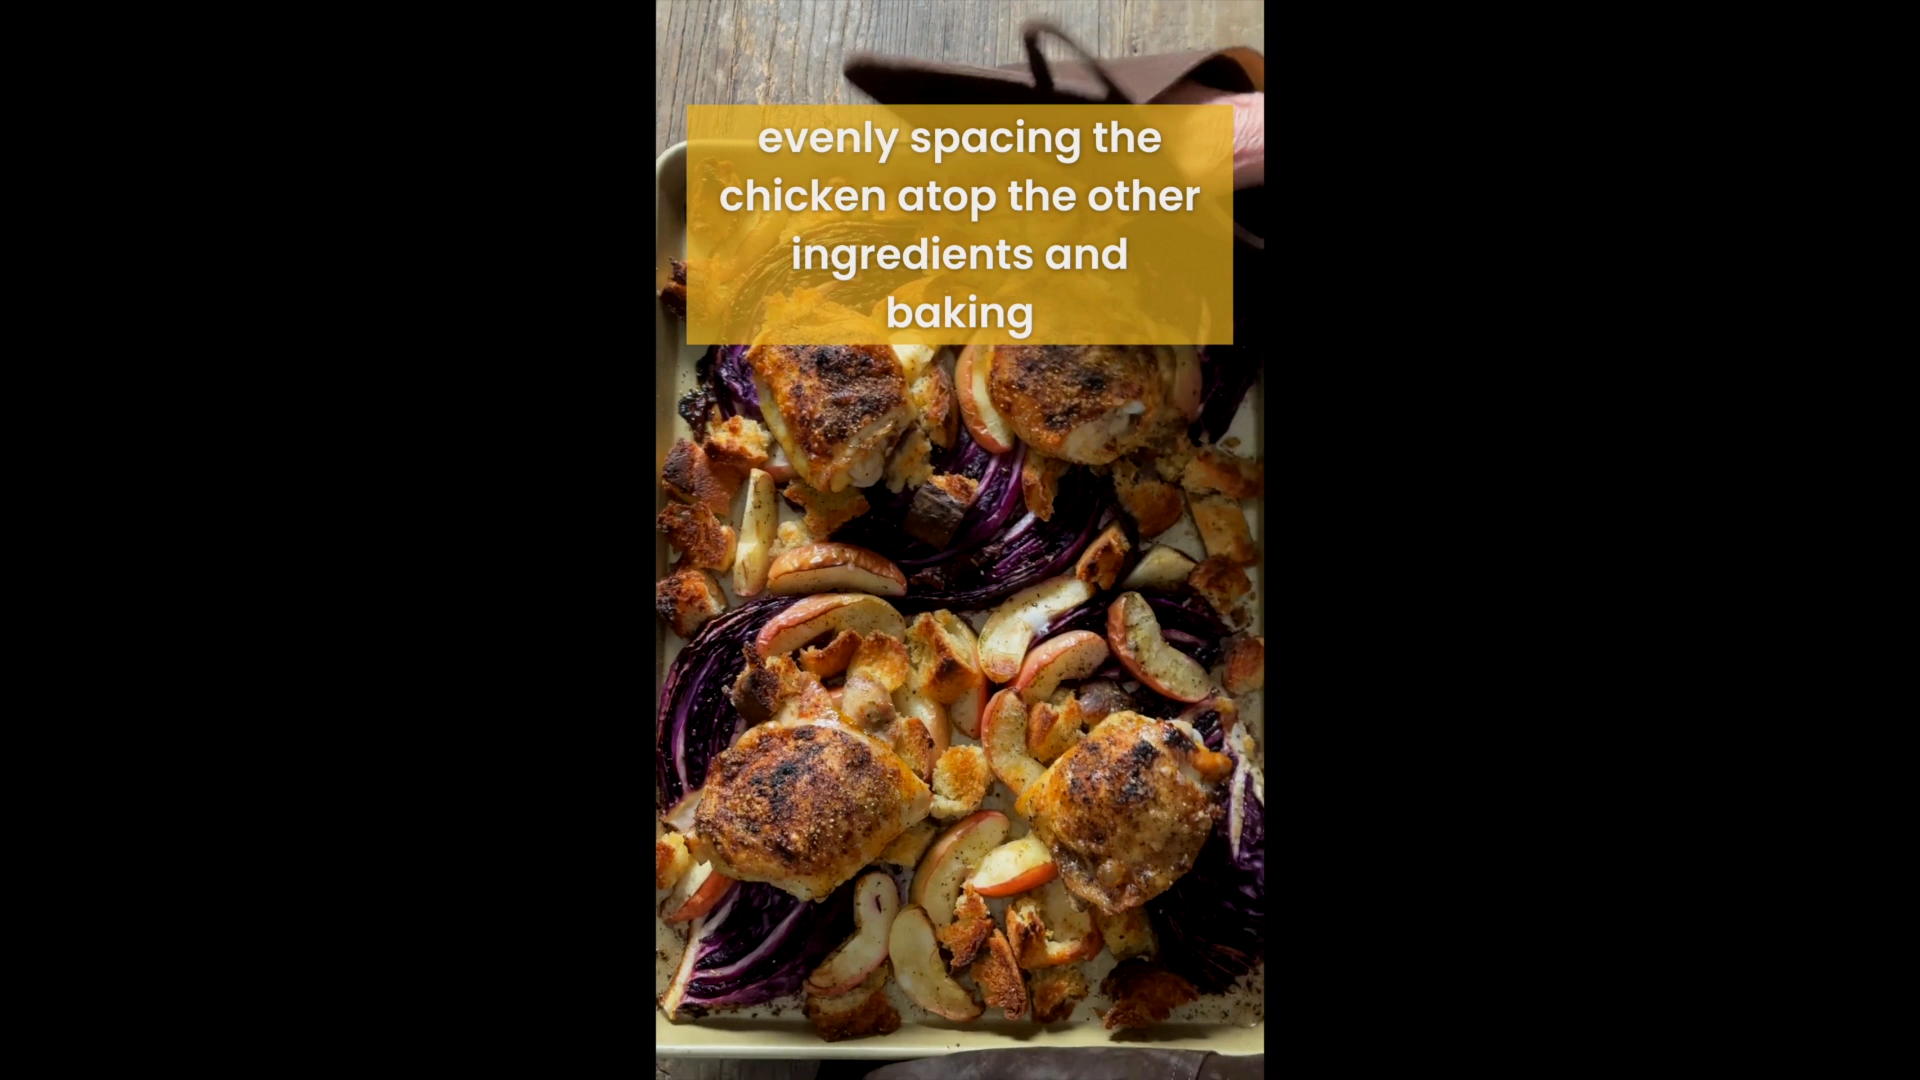 evenly spacing the
chicken atop the other
ingredients and
baking